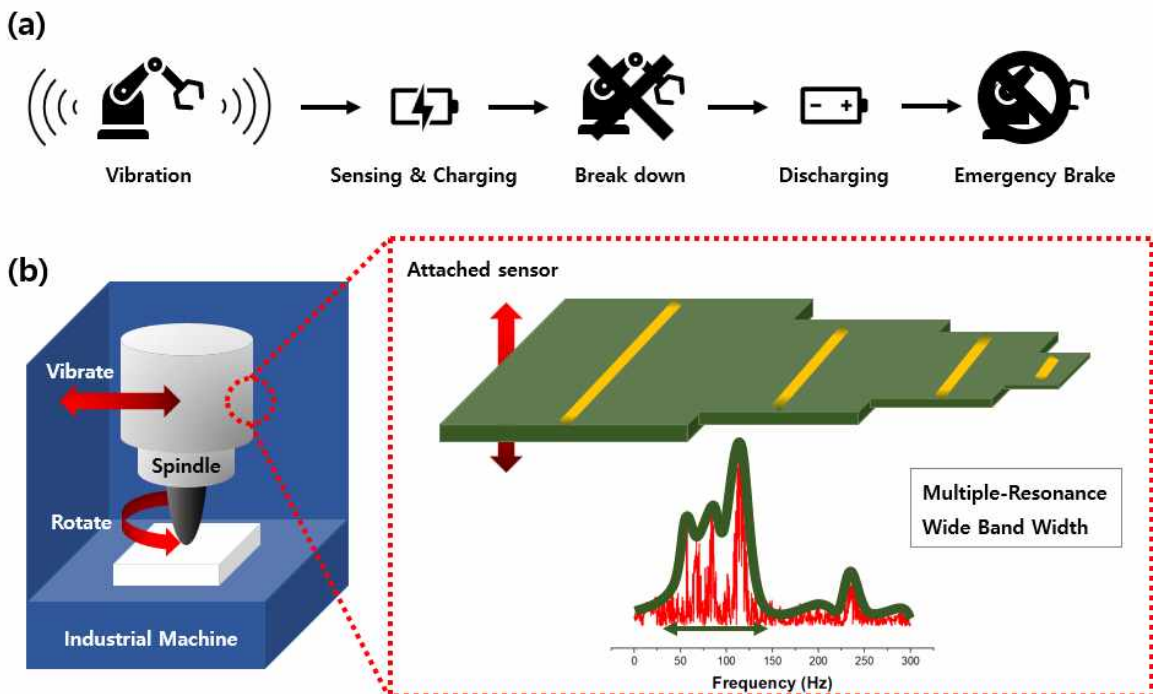 (a)
Vibration
Sensing & Charging
Break down
Discharging
Emergency Brake
(b)
Attached sensor
Vibrate
Spindle
Rotate
Industrial Machine
Multiple-Resonance
Wide Band Width
0 50 100 150 200 250 300
Frequency (Hz)